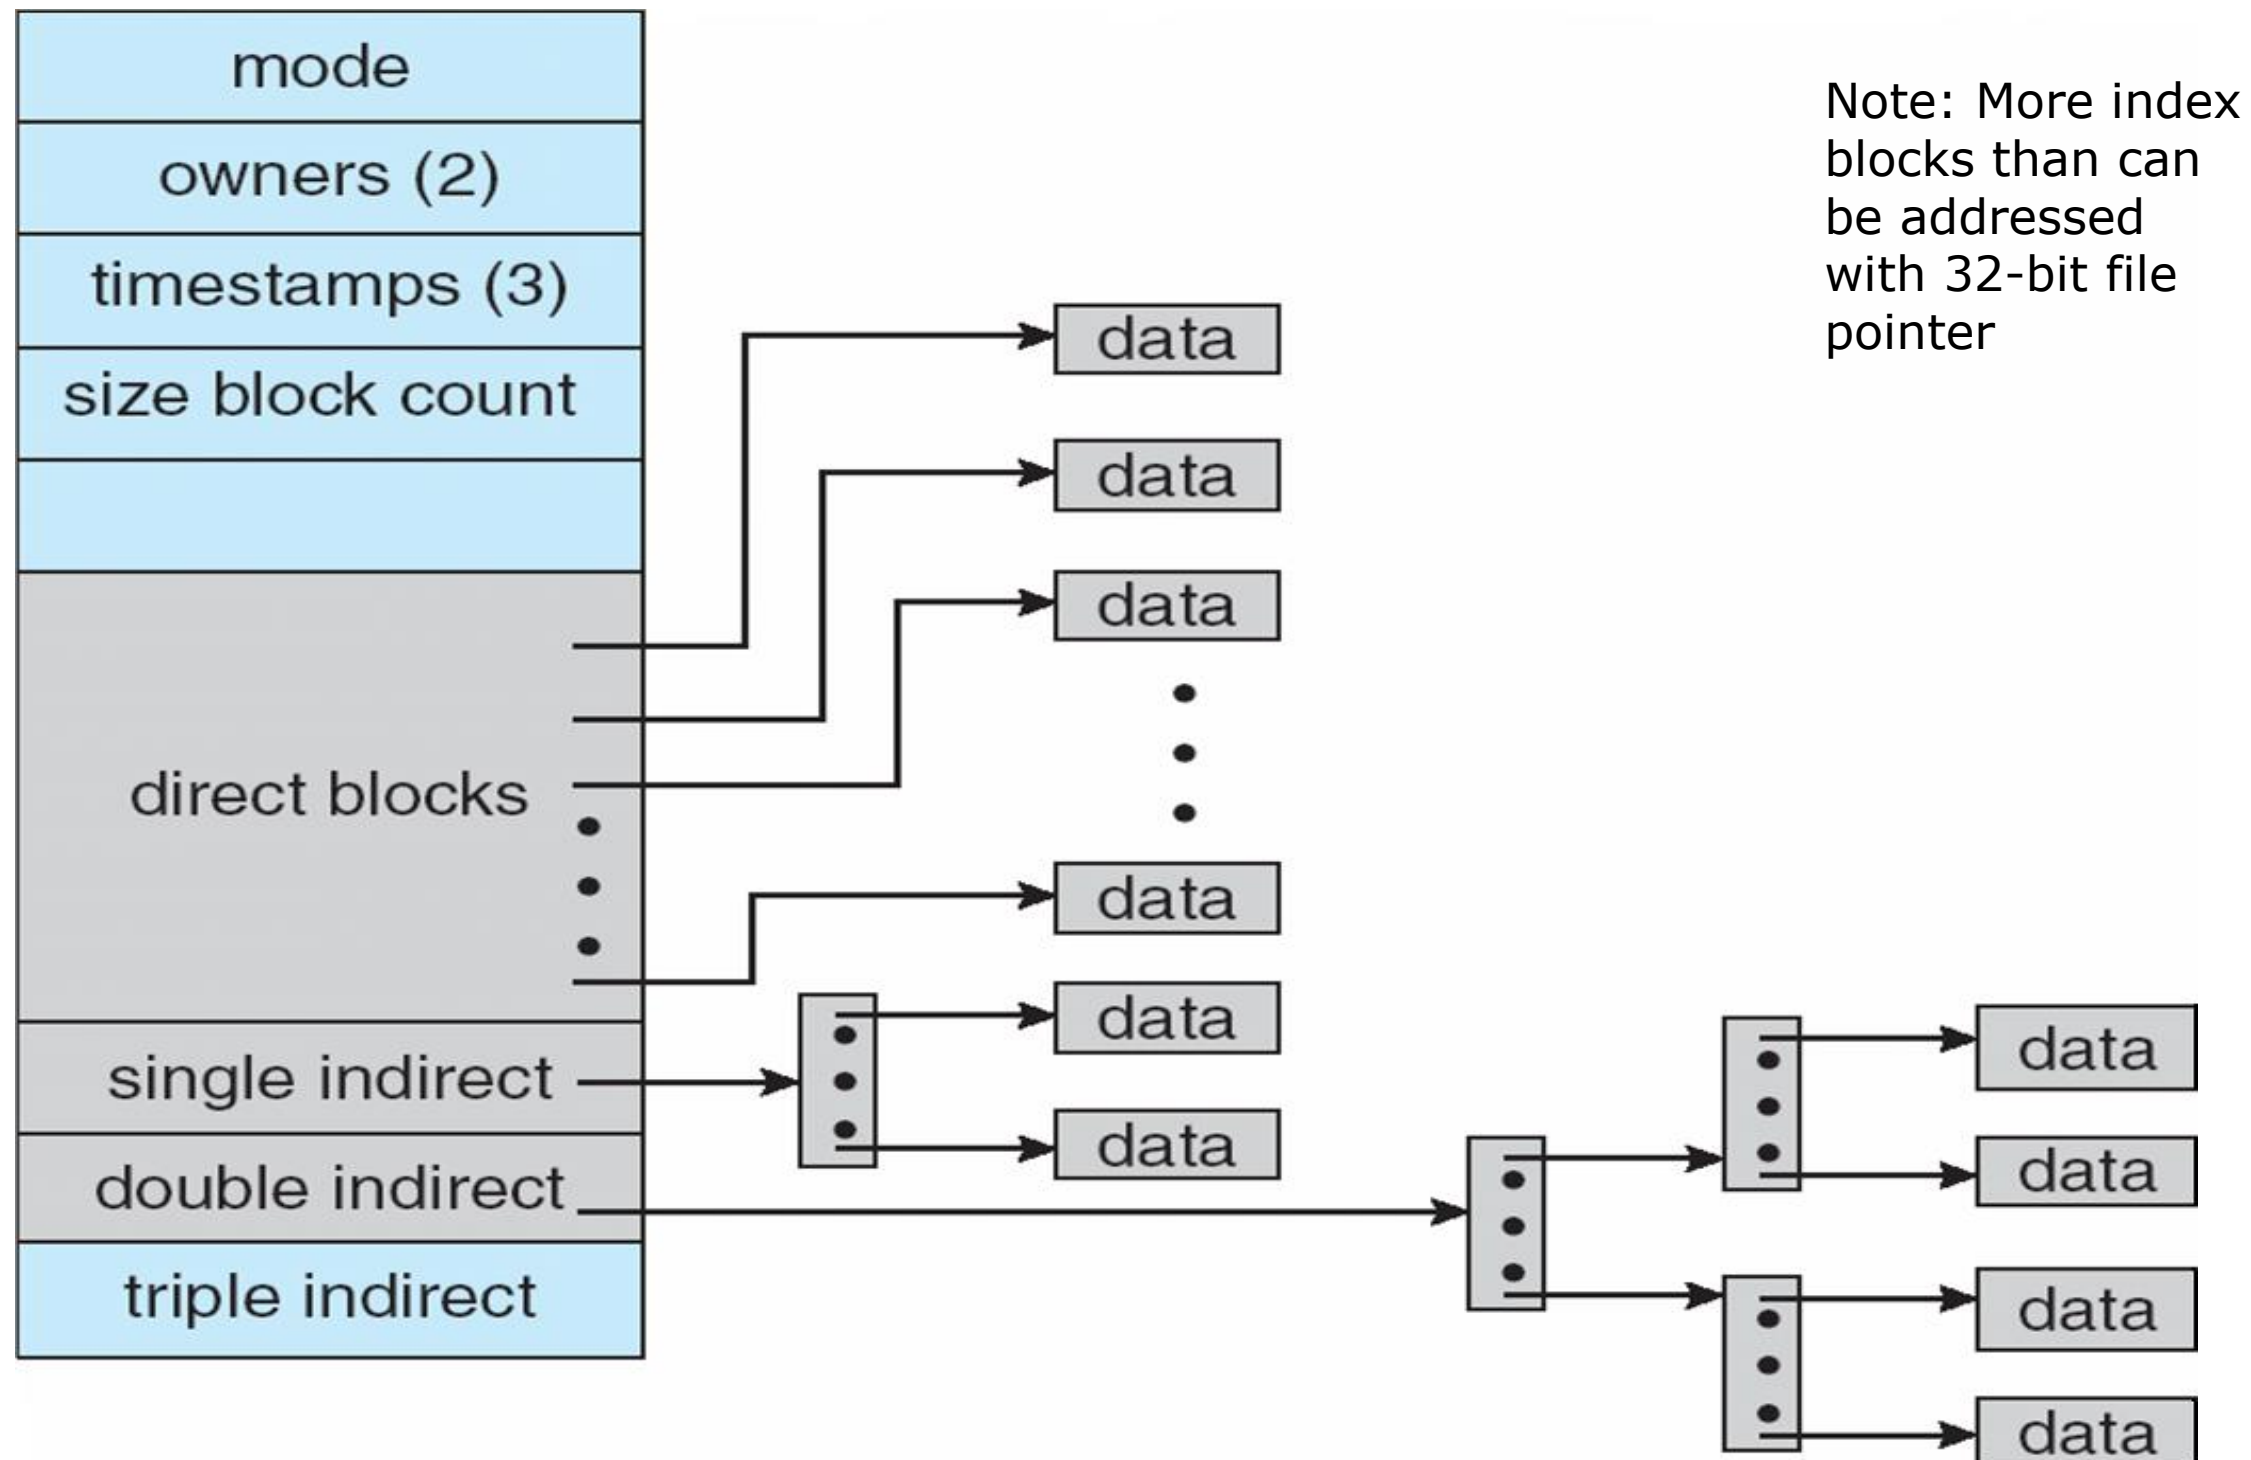 mode
owners (2)
timestamps (3)
size block count
direct blocks
single indirect
double indirect
triple indirect
data
data
data
data
data
data
data
data
data
data
Note: More index
blocks than can
be addressed
with 32-bit file
pointer